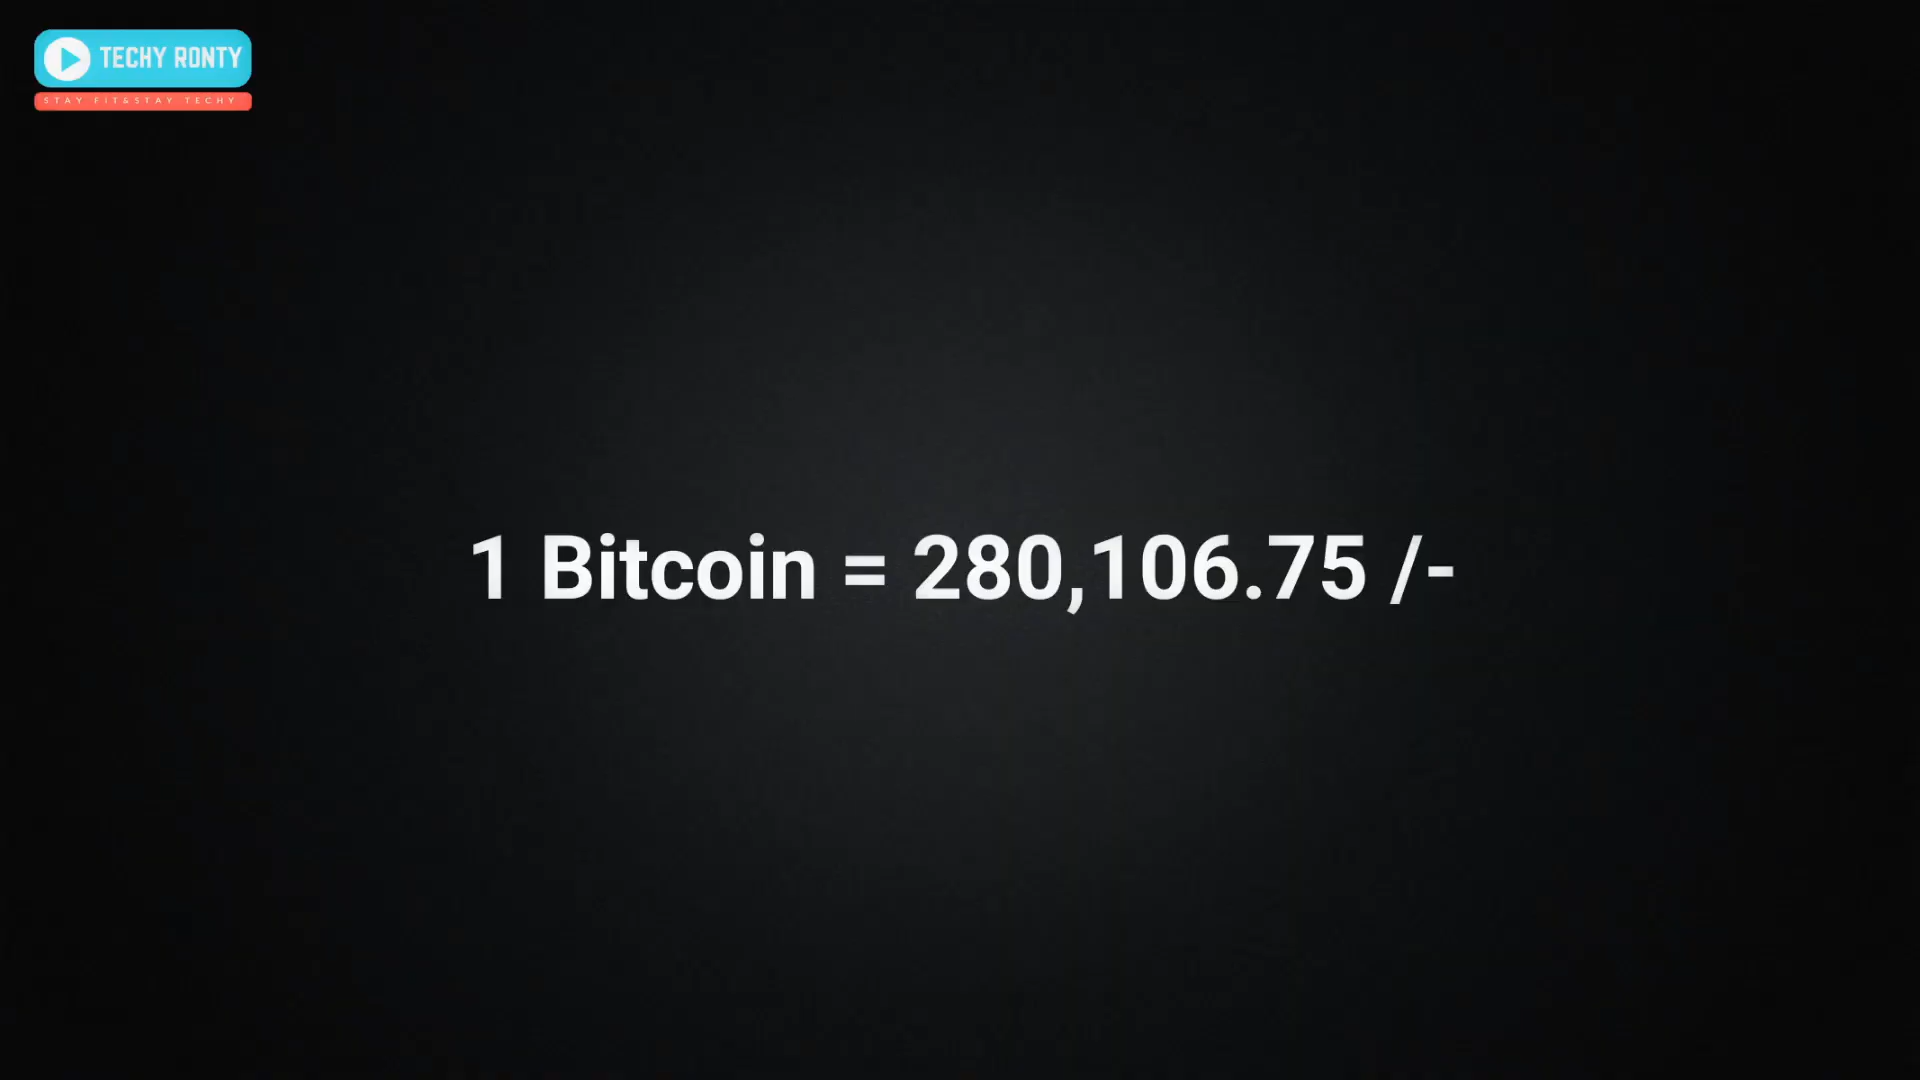 TECHY RONTY
STAY FIT&STAY TECHY
1 Bitcoin = 280,106.75 /-